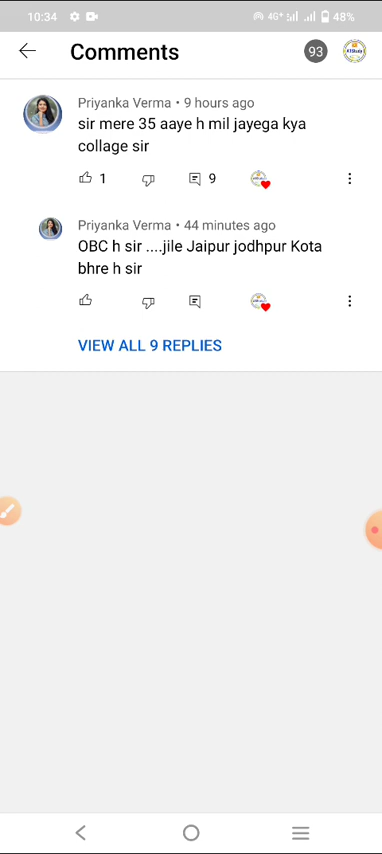 10:34 4G+ 48%
Comments 93
Priyanka Verma • 9 hours ago
sir mere 35 aaye h mil jayega kya
collage sir
1 9
Priyanka Verma • 44 minutes ago
OBC h sir ....jile Jaipur jodhpur Kota
bhre h sir
VIEW ALL 9 REPLIES